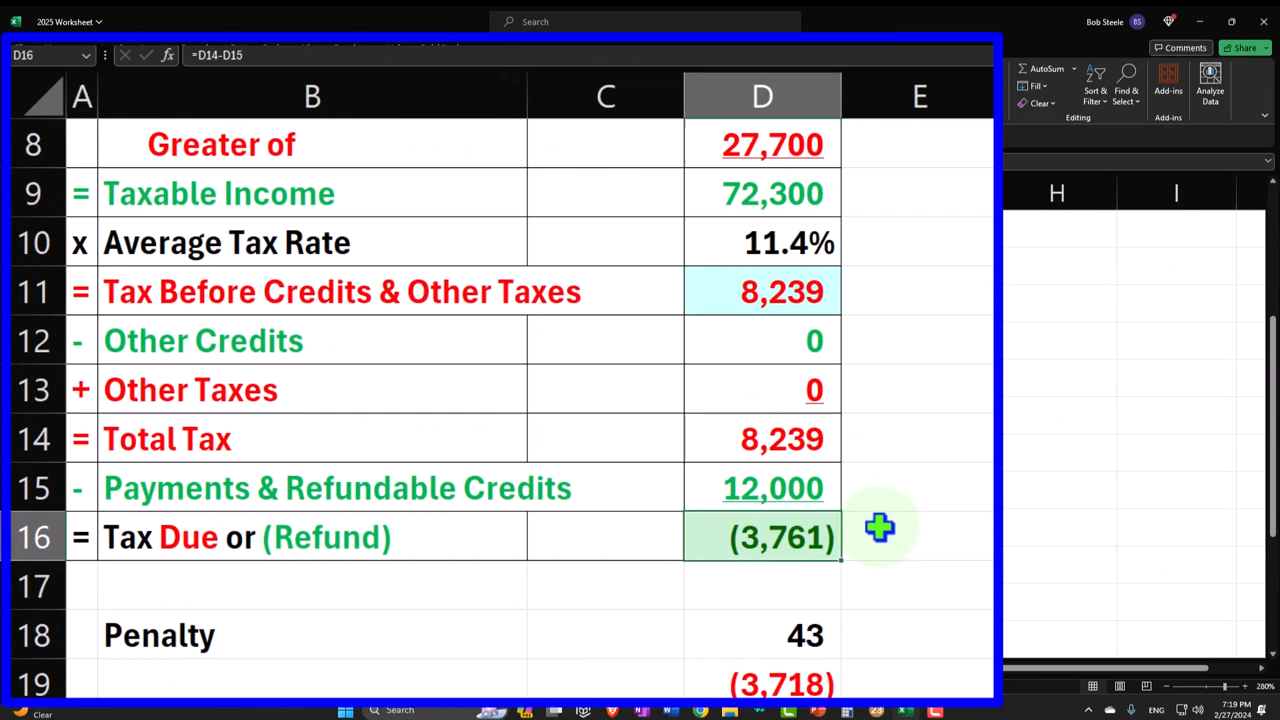 2025 Worksheet
Search
Bob Steele
BS
Comments
Share
D16
fx
=D14-D15
AutoSum
Fill
Clear
Sort &
Filter
Find &
Select
Editing
Add-ins
Add-ins
Analyze
Data
A B C D E H I
8 Greater of 27,700
9 = Taxable Income 72,300
10 x Average Tax Rate 11.4%
11 = Tax Before Credits & Other Taxes 8,239
12 - Other Credits 0
13 + Other Taxes 0
14 = Total Tax 8,239
15 - Payments & Refundable Credits 12,000
16 = Tax Due or (Refund) (3,761)
17
18 Penalty 43
19 (3,718)
280%
Clear
Search
ENG
7:19 PM
2/27/2024